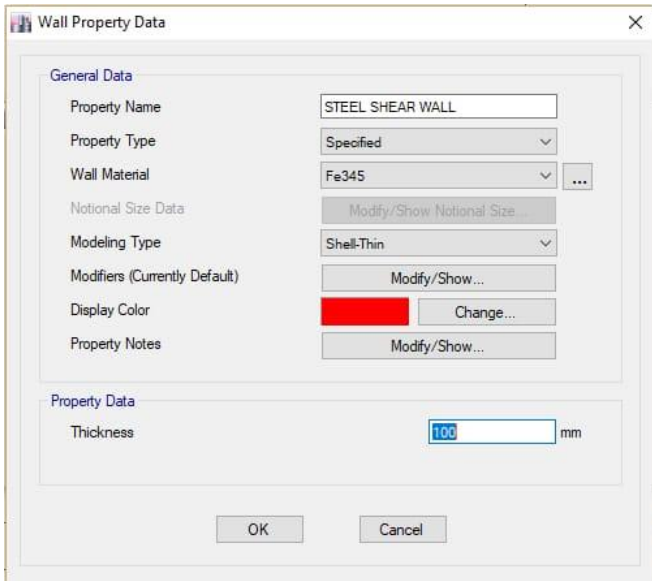 Wall Property Data
General Data
Property Name STEEL SHEAR WALL
Property Type Specified
Wall Material Fe345 ...
Notional Size Data Modify/Show Notional Size...
Modeling Type Shell-Thin
Modifiers (Currently Default) Modify/Show...
Display Color Change...
Property Notes Modify/Show...
Property Data
Thickness 100 mm
OK Cancel